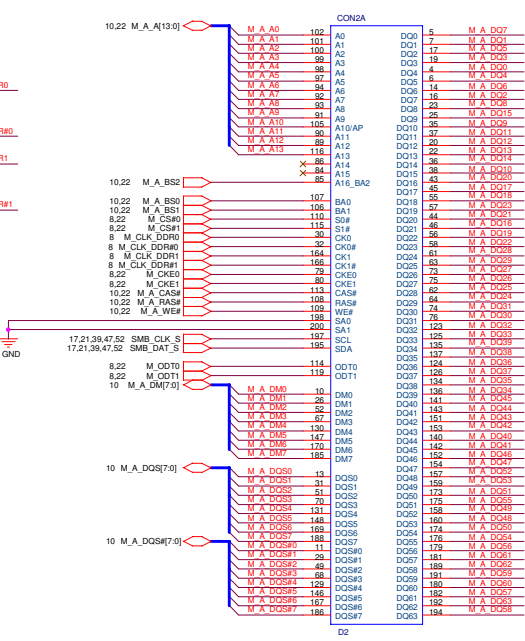 CON2A
10,22 M_A_A[13:0]
M_A_A0 102 A0
M_A_A1 101 A1
M_A_A2 100 A2
M_A_A3 99 A3
M_A_A4 98 A4
M_A_A5 97 A5
M_A_A6 94 A6
M_A_A7 92 A7
M_A_A8 93 A8
M_A_A9 91 A9
M_A_A10 105 A10/AP
M_A_A11 90 A11
M_A_A12 89 A12
M_A_A13 116 A13
86 A14
84 A15
10,22 M_A_BS2 85 A16_BA2
10,22 M_A_BS0 107 BA0
10,22 M_A_BS1 106 BA1
8,22 M_CS#0 110 S0#
8,22 M_CS#1 115 S1#
8 M_CLK_DDR0 30 CK0
8 M_CLK_DDR#0 32 CK0#
8 M_CLK_DDR1 164 CK1
8 M_CLK_DDR#1 166 CK1#
8,22 M_CKE0 79 CKE0
8,22 M_CKE1 80 CKE1
10,22 M_A_CAS# 113 CAS#
10,22 M_A_RAS# 108 RAS#
10,22 M_A_WE# 109 WE#
198 SA0
200 SA1
GND
17,21,39,47,52 SMB_CLK_S 197 SCL
17,21,39,47,52 SMB_DAT_S 195 SDA
8,22 M_ODT0 114 ODT0
8,22 M_ODT1 119 ODT1
10 M_A_DM[7:0]
M_A_DM0 10 DM0
M_A_DM1 26 DM1
M_A_DM2 52 DM2
M_A_DM3 67 DM3
M_A_DM4 130 DM4
M_A_DM5 147 DM5
M_A_DM6 170 DM6
M_A_DM7 185 DM7
10 M_A_DQS[7:0]
M_A_DQS0 13 DQS0
M_A_DQS1 31 DQS1
M_A_DQS2 51 DQS2
M_A_DQS3 70 DQS3
M_A_DQS4 131 DQS4
M_A_DQS5 148 DQS5
M_A_DQS6 169 DQS6
M_A_DQS7 188 DQS7
10 M_A_DQS#[7:0]
M_A_DQS#0 11 DQS#0
M_A_DQS#1 29 DQS#1
M_A_DQS#2 49 DQS#2
M_A_DQS#3 68 DQS#3
M_A_DQS#4 129 DQS#4
M_A_DQS#5 146 DQS#5
M_A_DQS#6 167 DQS#6
M_A_DQS#7 186 DQS#7
DQ0 5 M_A_DQ7
DQ1 7 M_A_DQ1
DQ2 17 M_A_DQ5
DQ3 19 M_A_DQ3
DQ4 4 M_A_DQ0
DQ5 6 M_A_DQ4
DQ6 14 M_A_DQ6
DQ7 16 M_A_DQ2
DQ8 23 M_A_DQ8
DQ9 25 M_A_DQ15
DQ10 35 M_A_DQ9
DQ11 37 M_A_DQ11
DQ12 20 M_A_DQ12
DQ13 22 M_A_DQ13
DQ14 36 M_A_DQ14
DQ15 38 M_A_DQ10
DQ16 43 M_A_DQ20
DQ17 45 M_A_DQ17
DQ18 55 M_A_DQ18
DQ19 57 M_A_DQ23
DQ20 44 M_A_DQ21
DQ21 46 M_A_DQ16
DQ22 56 M_A_DQ19
DQ23 58 M_A_DQ22
DQ24 61 M_A_DQ28
DQ25 63 M_A_DQ29
DQ26 73 M_A_DQ27
DQ27 75 M_A_DQ26
DQ28 62 M_A_DQ25
DQ29 64 M_A_DQ24
DQ30 74 M_A_DQ31
DQ31 76 M_A_DQ30
DQ32 123 M_A_DQ32
DQ33 125 M_A_DQ33
DQ34 135 M_A_DQ39
DQ35 137 M_A_DQ38
DQ36 124 M_A_DQ36
DQ37 126 M_A_DQ37
DQ38 134 M_A_DQ35
DQ39 136 M_A_DQ34
DQ40 141 M_A_DQ44
DQ41 143 M_A_DQ45
DQ42 151 M_A_DQ43
DQ43 153 M_A_DQ42
DQ44 140 M_A_DQ40
DQ45 142 M_A_DQ41
DQ46 152 M_A_DQ46
DQ47 154 M_A_DQ47
DQ48 157 M_A_DQ52
DQ49 159 M_A_DQ53
DQ50 173 M_A_DQ51
DQ51 175 M_A_DQ55
DQ52 158 M_A_DQ49
DQ53 160 M_A_DQ48
DQ54 174 M_A_DQ50
DQ55 176 M_A_DQ54
DQ56 179 M_A_DQ56
DQ57 181 M_A_DQ61
DQ58 189 M_A_DQ62
DQ59 191 M_A_DQ59
DQ60 180 M_A_DQ60
DQ61 182 M_A_DQ57
DQ62 192 M_A_DQ63
DQ63 194 M_A_DQ58
D2
R0
R#0
R1
R#1